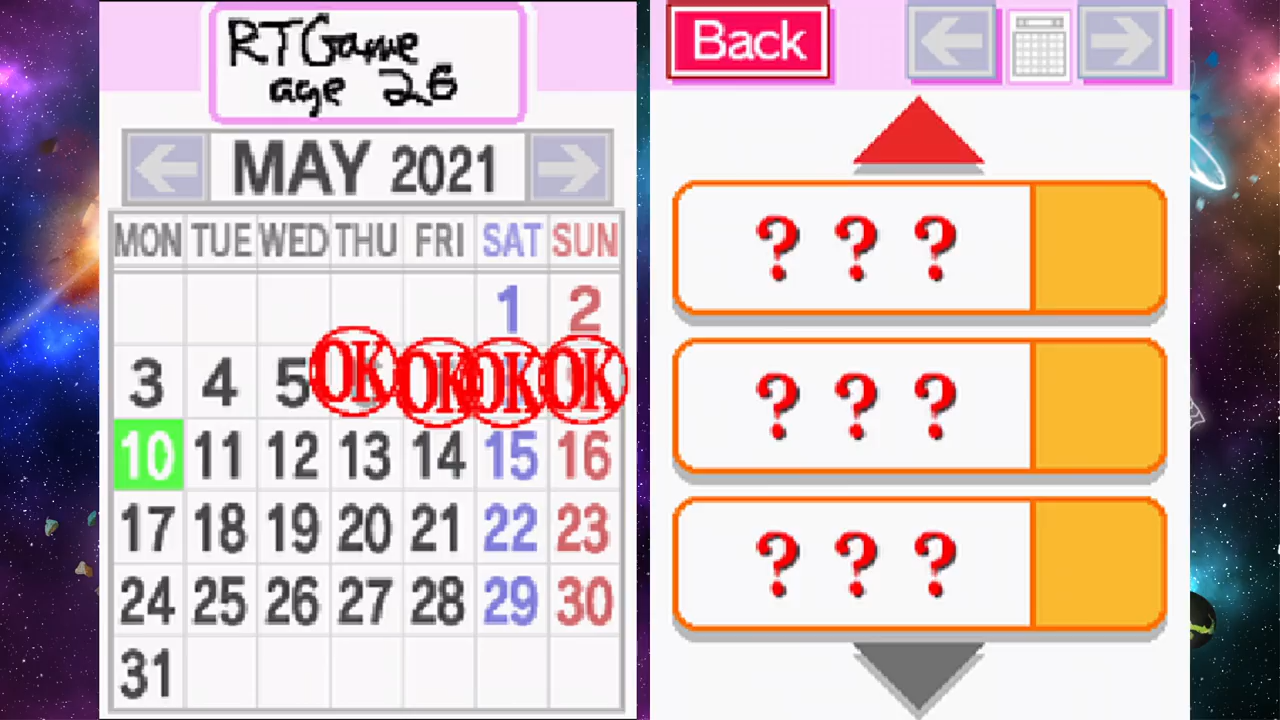 RTGame
age 26
MAY 2021
MON TUE WED THU FRI SAT SUN
1 2
3 4 5 OK OK OK OK
10 11 12 13 14 15 16
17 18 19 20 21 22 23
24 25 26 27 28 29 30
31
Back
? ? ?
? ? ?
? ? ?